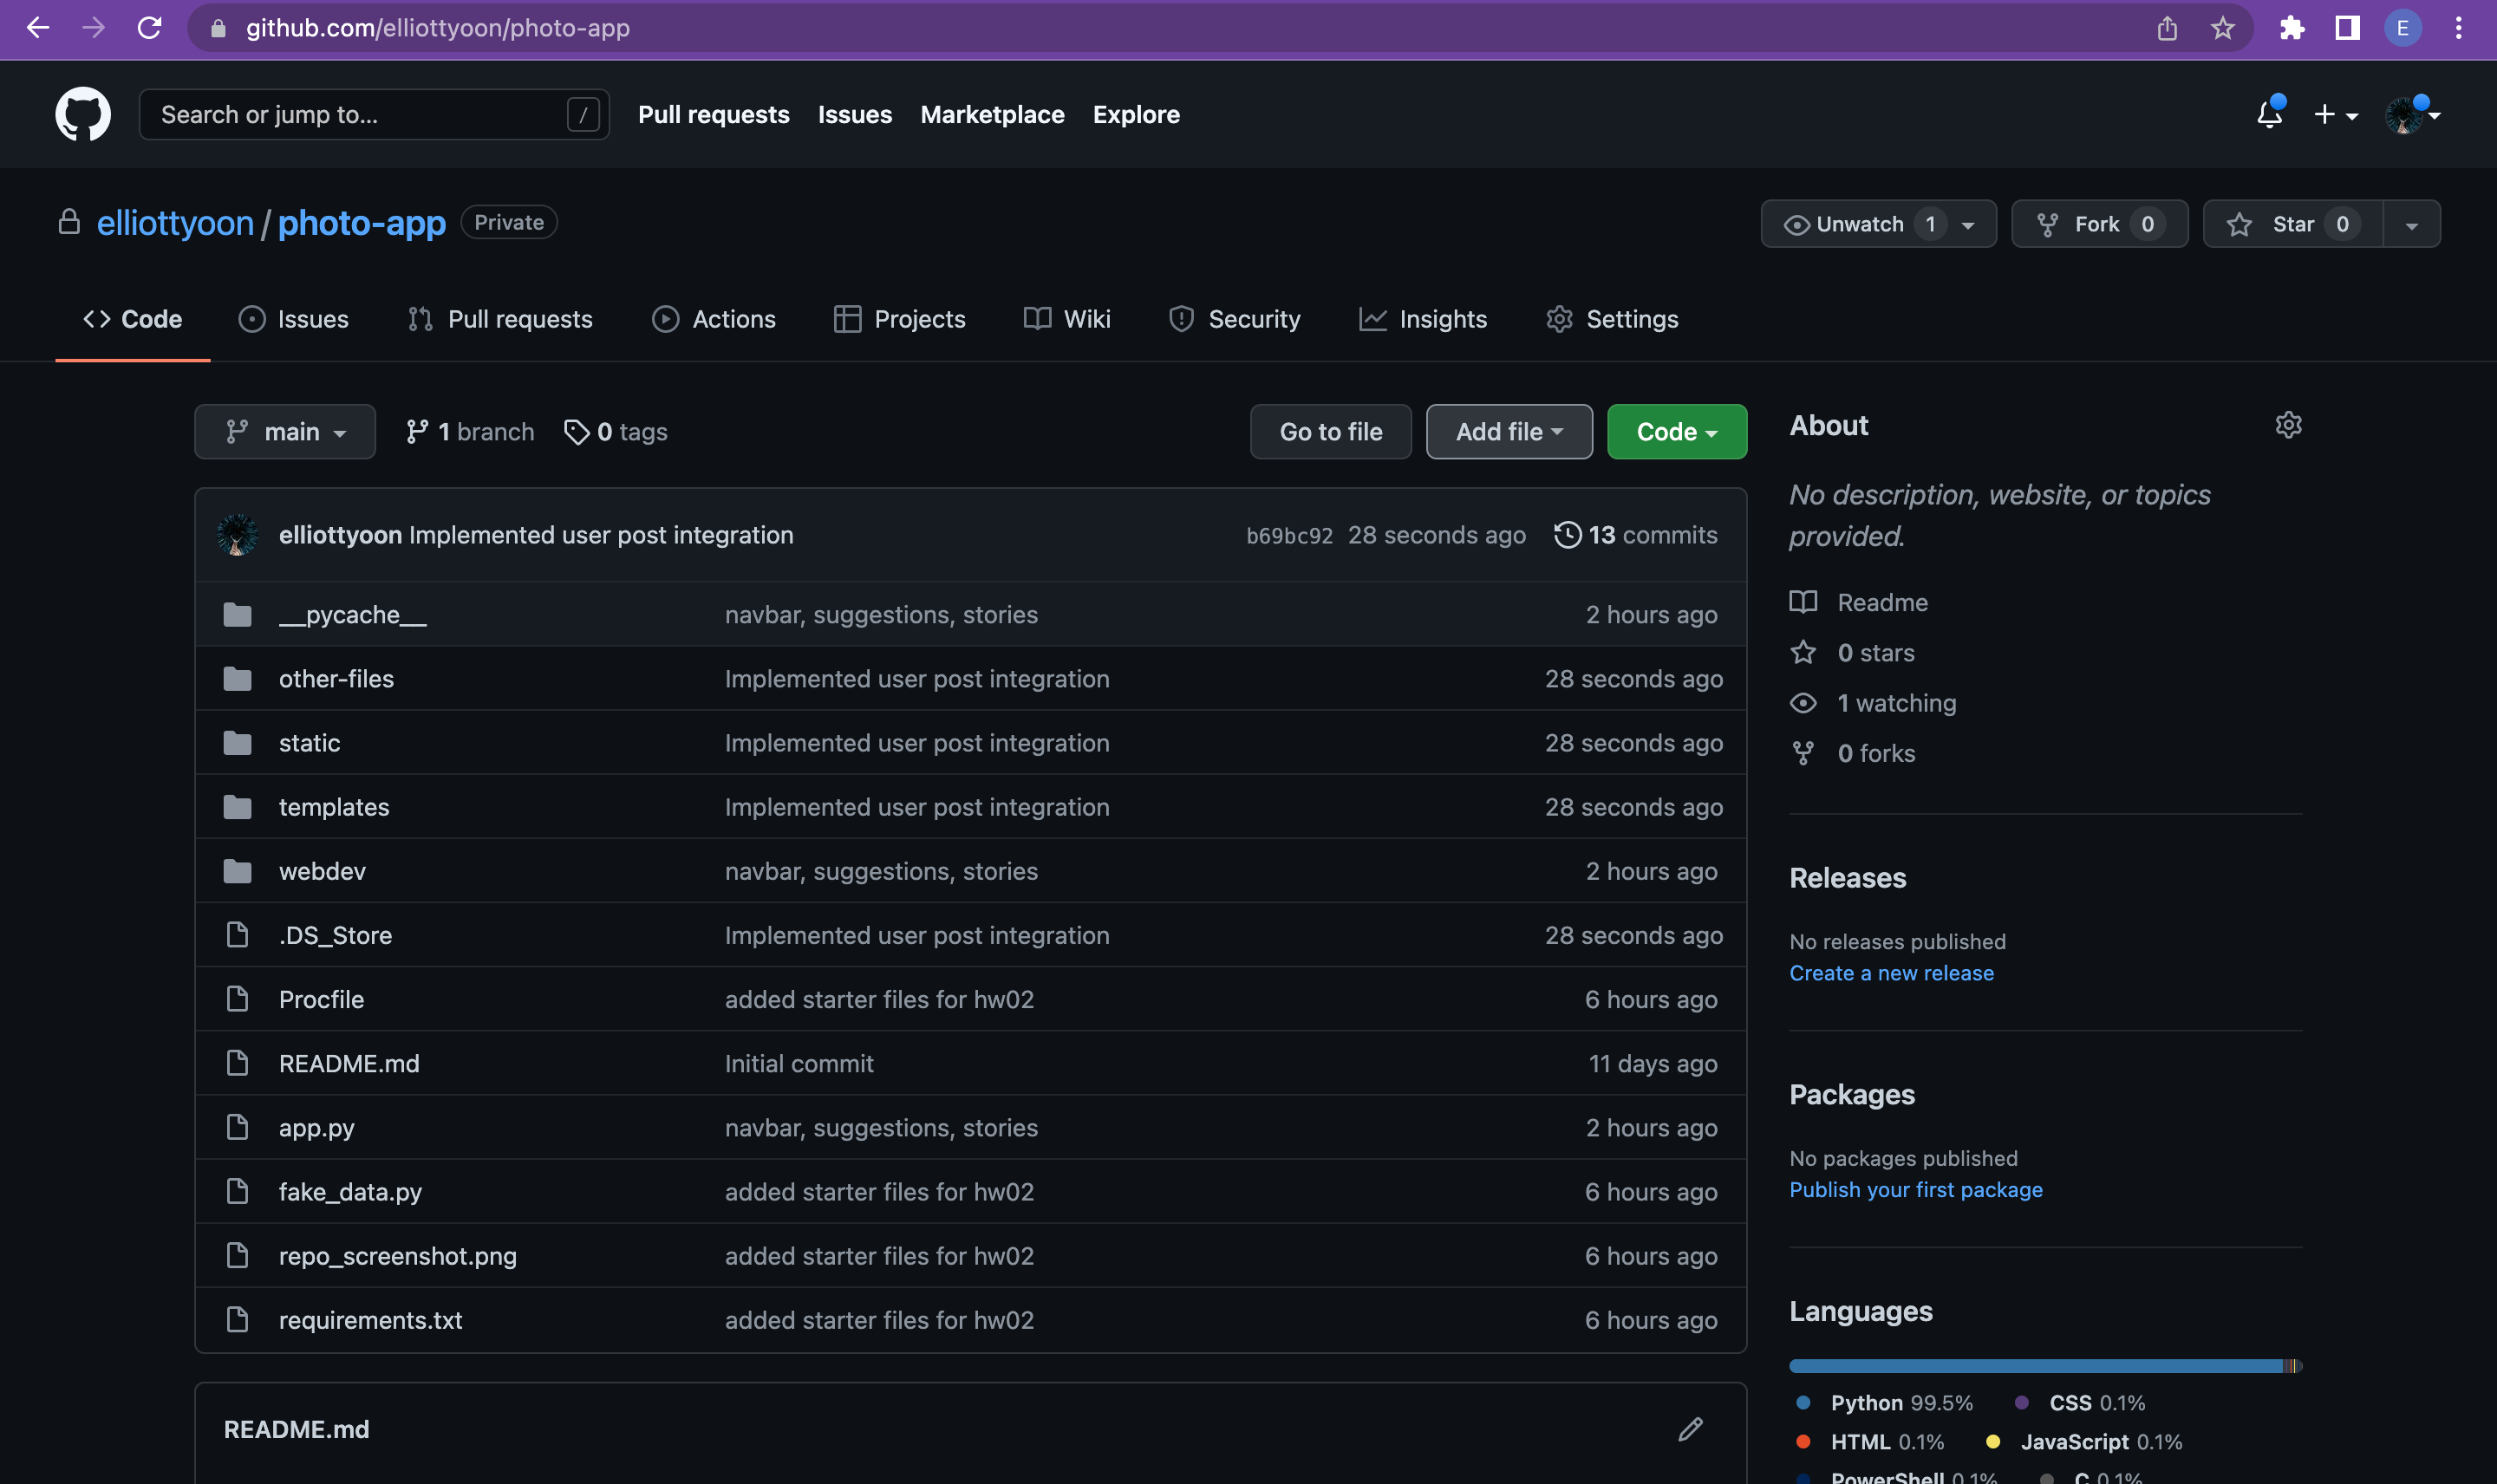 github.com/elliottyoon/photo-app
E
Search or jump to...
/
Pull requests
Issues
Marketplace
Explore
elliottyoon / photo-app
Private
Unwatch 1
Fork 0
Star 0
Code
Issues
Pull requests
Actions
Projects
Wiki
Security
Insights
Settings
main
1 branch
0 tags
Go to file
Add file
Code
elliottyoon Implemented user post integration b69bc92 28 seconds ago 13 commits
__pycache__ navbar, suggestions, stories 2 hours ago
other-files Implemented user post integration 28 seconds ago
static Implemented user post integration 28 seconds ago
templates Implemented user post integration 28 seconds ago
webdev navbar, suggestions, stories 2 hours ago
.DS_Store Implemented user post integration 28 seconds ago
Procfile added starter files for hw02 6 hours ago
README.md Initial commit 11 days ago
app.py navbar, suggestions, stories 2 hours ago
fake_data.py added starter files for hw02 6 hours ago
repo_screenshot.png added starter files for hw02 6 hours ago
requirements.txt added starter files for hw02 6 hours ago
README.md
About
No description, website, or topics
provided.
Readme
0 stars
1 watching
0 forks
Releases
No releases published
Create a new release
Packages
No packages published
Publish your first package
Languages
Python 99.5% CSS 0.1%
HTML 0.1% JavaScript 0.1%
PowerShell 0.1% C 0.1%